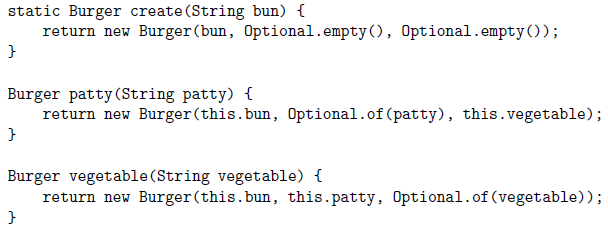 static Burger create(String bun) {
    return new Burger(bun, Optional.empty(), Optional.empty());
}

Burger patty(String patty) {
    return new Burger(this.bun, Optional.of(patty), this.vegetable);
}

Burger vegetable(String vegetable) {
    return new Burger(this.bun, this.patty, Optional.of(vegetable));
}